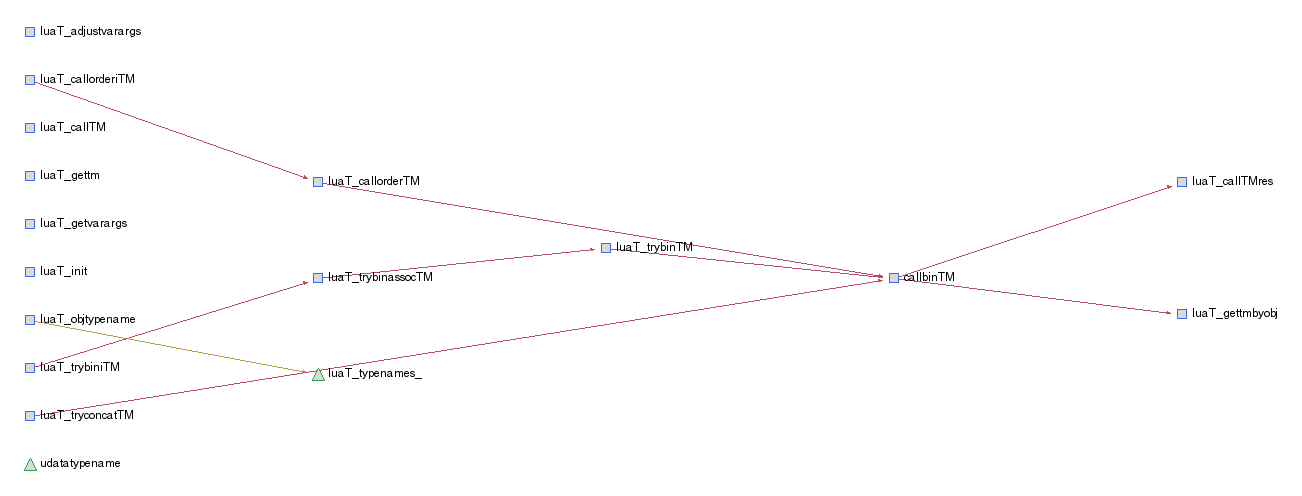 luaT_adjustvarargs
luaT_callorderiTM
luaT_callTM
luaT_gettm
luaT_getvarargs
luaT_init
luaT_objtypename
luaT_trybiniTM
luaT_tryconcatTM
udatatypename
luaT_callorderTM
luaT_trybinassocTM
luaT_typenames_
luaT_trybinTM
callbinTM
luaT_callTMres
luaT_gettmbyobj